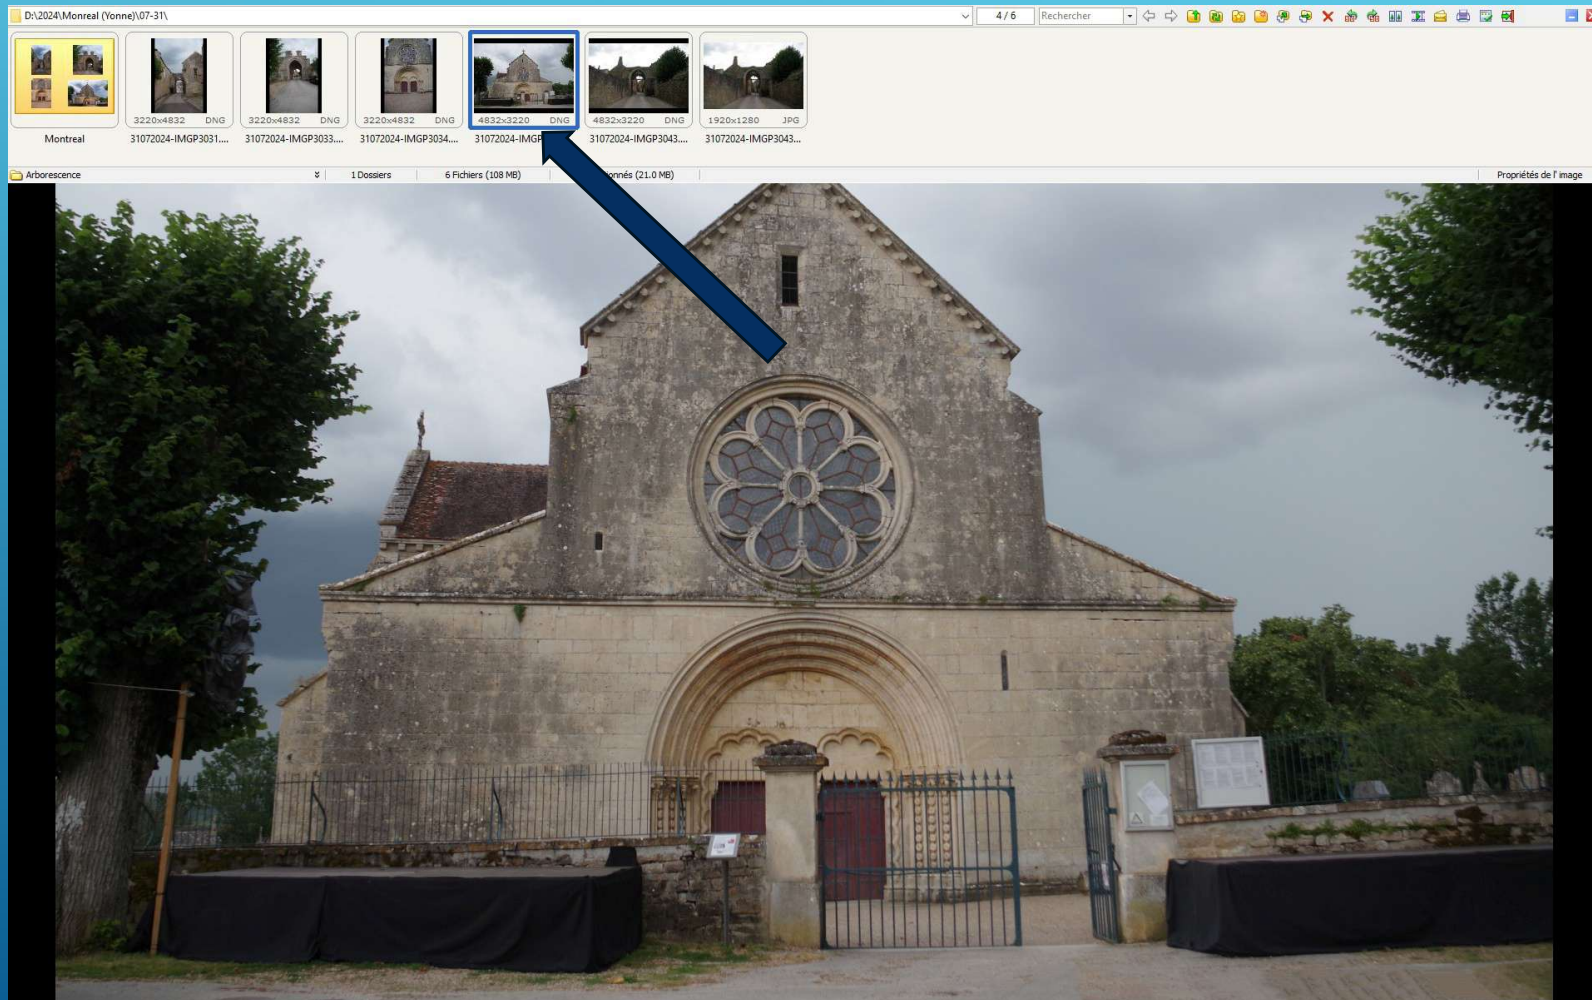 D:\2024\Monreal (Yonne)\07-31\
4 / 6
Rechercher
3220x4832 DNG
3220x4832 DNG
3220x4832 DNG
4832x3220 DNG
4832x3220 DNG
1920x1280 JPG
Montreal
31072024-IMGP3031....
31072024-IMGP3033....
31072024-IMGP3034....
31072024-IMGP
31072024-IMGP3043....
31072024-IMGP3043...
Arborescence
1 Dossiers
6 Fichiers (108 MB)
ionnés (21.0 MB)
Propriétés de l' image